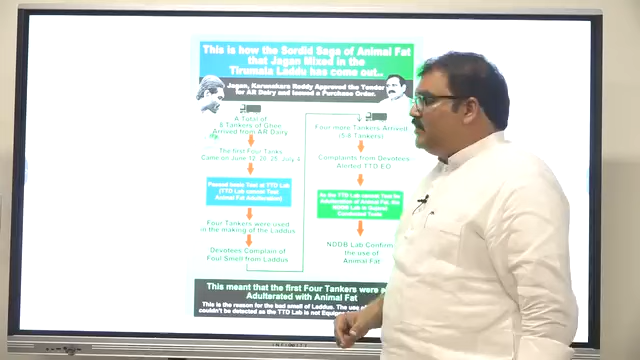 This is how the Sordid Saga of Animal Fat
that Jagan Mixed in the
Tirumala Laddu has come out..
Jagan, Karunakara Reddy Approved the Tender
for AR Dairy and Issued a Purchase Order.
A Total of
8 Tankers of Ghee
Arrived from AR Dairy
The first Four Tanks
Came on June 12, 20, 25, July 4
Passed basic Test at TTD Lab
(TTD Lab cannot Test
Animal Fat Adulteration)
Four Tankers were used
in the making of the Laddus
Devotees Complain of
Foul Smell from Laddus
Four more Tankers Arrived
(5-8 Tankers)
Complaints from Devotees
Alerted TTD EO
As the TTD Lab cannot Test for
Adulteration of Animal Fat, the
NDDB Lab in Gujarat
Conducted Tests
NDDB Lab Confirm
the use of
Animal Fat
This meant that the first Four Tankers were
Adulterated with Animal Fat
This is the reason for the bad smell of Laddus. The use of
couldn't be detected as the TTD Lab is not Equipped
INFINITI